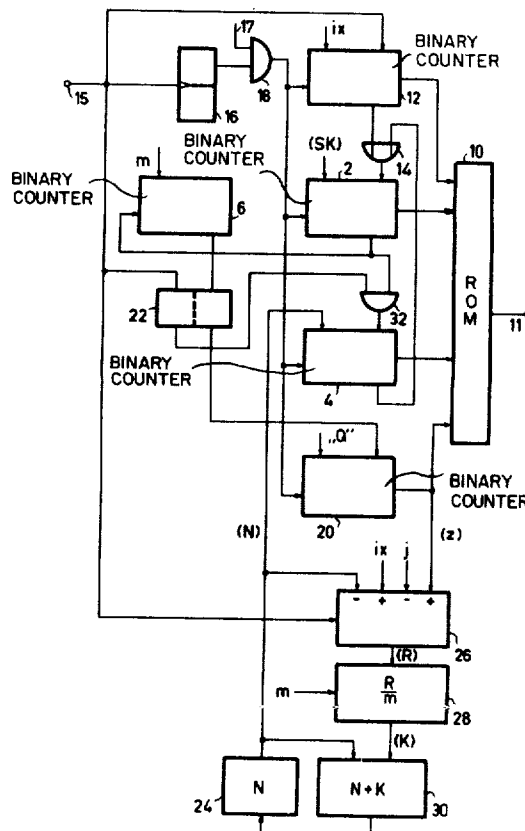 17
ix
BINARY
COUNTER
15
16
18
12
(SK)
BINARY
COUNTER
14
10
m
2
BINARY
COUNTER
6
ROM
22
32
11
BINARY
COUNTER
4
„Q"
BINARY
COUNTER
20
(N)
(z)
ix
j
- + - +
26
(R)
m
R
m
28
(K)
24
N
N+K
30